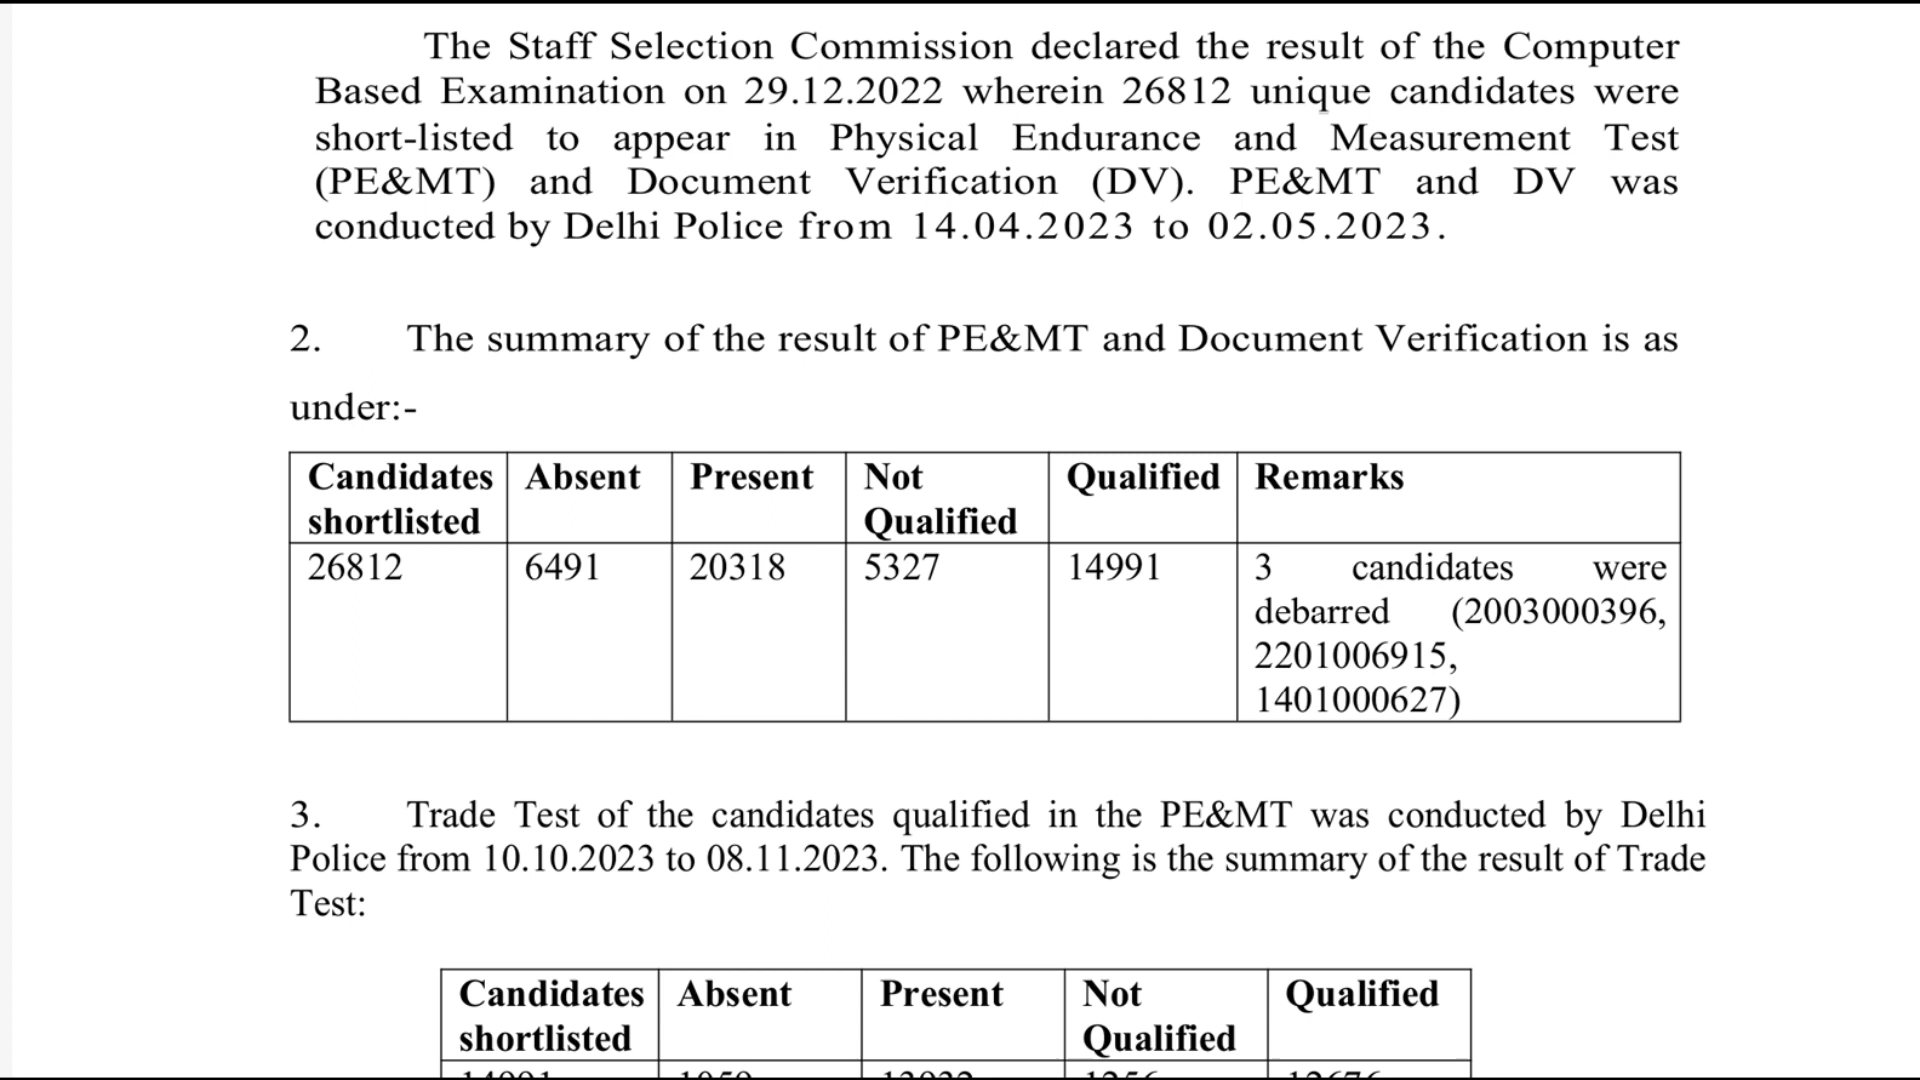 The Staff Selection Commission declared the result of the Computer
Based Examination on 29.12.2022 wherein 26812 unique candidates were
short-listed to appear in Physical Endurance and Measurement Test
(PE&MT) and Document Verification (DV). PE&MT and DV was
conducted by Delhi Police from 14.04.2023 to 02.05.2023.
2. The summary of the result of PE&MT and Document Verification is as
under:-
Candidates Absent Present Not Qualified Remarks
shortlisted Qualified
26812 6491 20318 5327 14991 3 candidates were
debarred (2003000396,
2201006915,
1401000627)
3. Trade Test of the candidates qualified in the PE&MT was conducted by Delhi
Police from 10.10.2023 to 08.11.2023. The following is the summary of the result of Trade
Test:
Candidates Absent Present Not Qualified
shortlisted Qualified